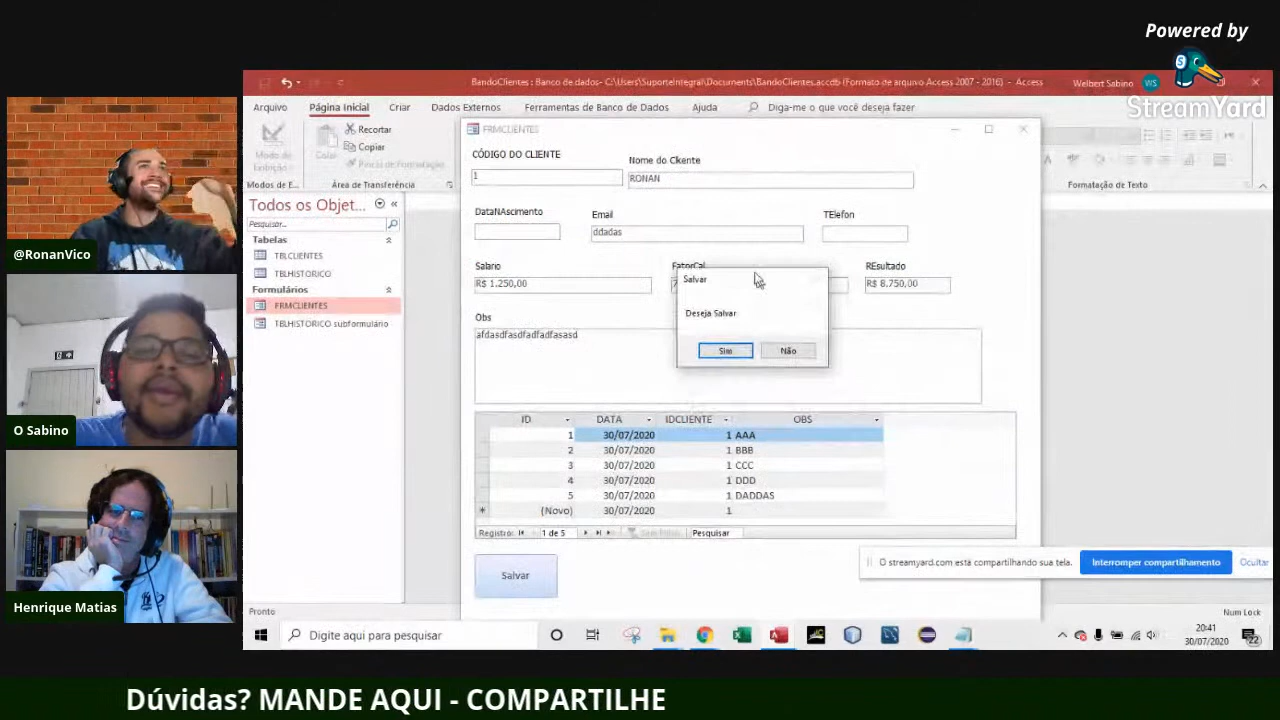 Powered by
StreamYard
BandoClientes : Banco de dados- C:\Users\SuporteIntegral\Documents\BandoClientes.accdb (Formato de arquivo Access 2007 - 2016) - Access
Welbert Sabino
WS
Arquivo
Página Inicial
Criar
Dados Externos
Ferramentas de Banco de Dados
Ajuda
Diga-me o que você deseja fazer
Modo de Exibição
Colar
Recortar
Copiar
Pincel de Formatação
Modos de E...
Área de Transferência
Formatação de Texto
Todos os Objet...
Pesquisar...
Tabelas
TBLCLIENTES
TBLHISTORICO
Formulários
FRMCLIENTES
TBLHISTORICO subformulário
FRMCLIENTES
CÓDIGO DO CLIENTE
1
Nome do Ckente
RONAN
DataNAscimento
Email
ddadas
TElefon
Salario
R$ 1.250,00
FatorCal
REsultado
R$ 8.750,00
Obs
afdasdfasdfadfadfasasd
Salvar
Deseja Salvar
Sim
Não
ID DATA IDCLIENTE OBS
1 30/07/2020 1 AAA
2 30/07/2020 1 BBB
3 30/07/2020 1 CCC
4 30/07/2020 1 DDD
5 30/07/2020 1 DADDAS
* (Novo) 1
Registro: 1 de 5 Sem Filtro Pesquisar
Salvar
O streamyard.com está compartilhando sua tela.
Interromper compartilhamento
Ocultar
Pronto
Num Lock
Digite aqui para pesquisar
20:41
30/07/2020
22
@RonanVico
O Sabino
Henrique Matias
Dúvidas? MANDE AQUI - COMPARTILHE